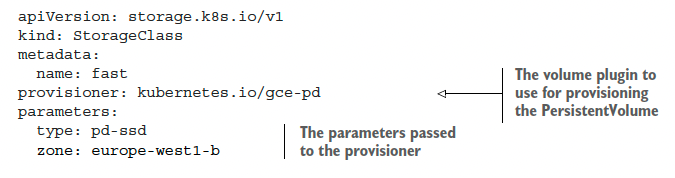 apiVersion: storage.k8s.io/v1
kind: StorageClass
metadata:
  name: fast
provisioner: kubernetes.io/gce-pd
parameters:
  type: pd-ssd
  zone: europe-west1-b
The volume plugin to
use for provisioning
the PersistentVolume
The parameters passed
to the provisioner